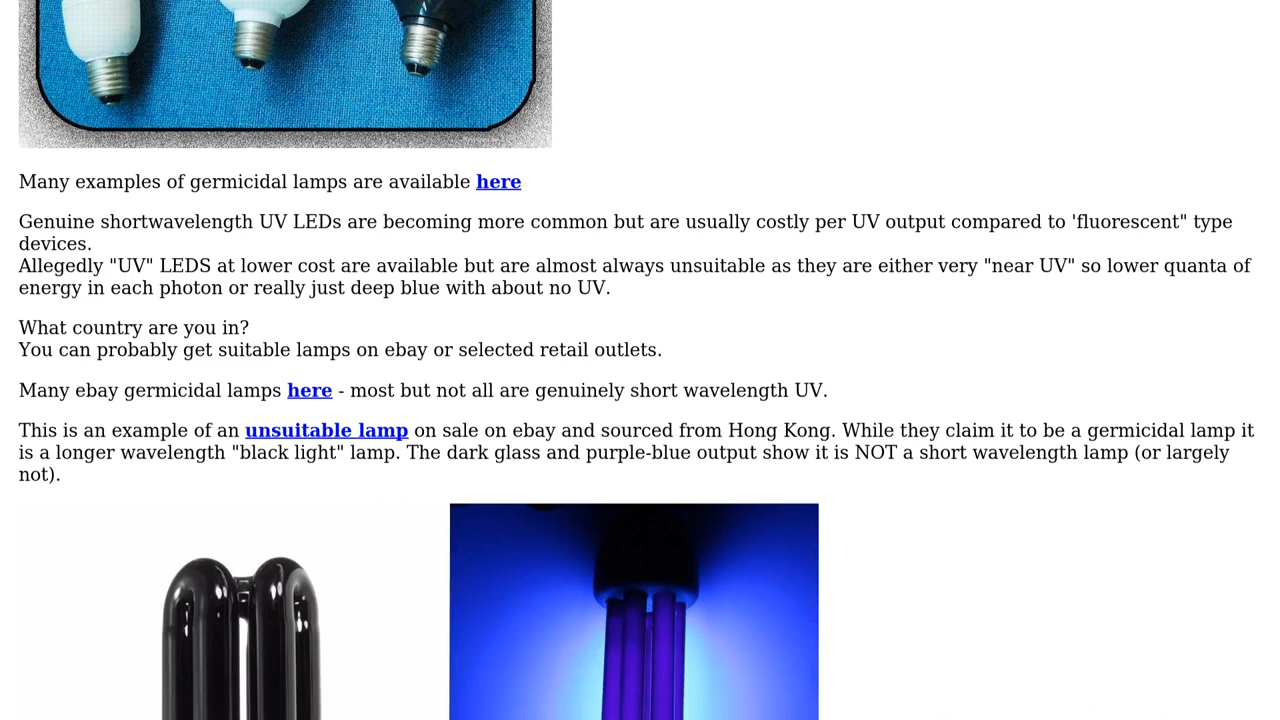 Many examples of germicidal lamps are available here
Genuine shortwavelength UV LEDs are becoming more common but are usually costly per UV output compared to 'fluorescent" type
devices.
Allegedly "UV" LEDS at lower cost are available but are almost always unsuitable as they are either very "near UV" so lower quanta of
energy in each photon or really just deep blue with about no UV.
What country are you in?
You can probably get suitable lamps on ebay or selected retail outlets.
Many ebay germicidal lamps here - most but not all are genuinely short wavelength UV.
This is an example of an unsuitable lamp on sale on ebay and sourced from Hong Kong. While they claim it to be a germicidal lamp it
is a longer wavelength "black light" lamp. The dark glass and purple-blue output show it is NOT a short wavelength lamp (or largely
not).